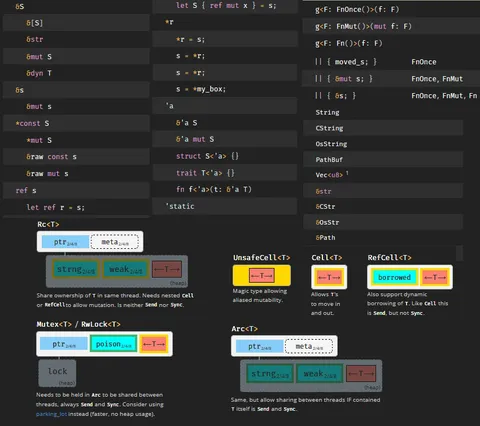 &S
&[S]
&str
&mut S
&dyn T
&s
&mut s
*const S
*mut S
&raw const s
&raw mut s
ref s
let ref r = s;
let S { ref mut x } = s;
*r
*r = s;
s = *r;
s = *r;
s = *my_box;
'a
&'a S
&'a mut S
struct S<'a> {}
trait T<'a> {}
fn f<'a>(t: &'a T)
'static
g<F: FnOnce()>(f: F)
g<F: FnMut()>(mut f: F)
g<F: Fn()>(f: F)
|| { moved_s; } FnOnce
|| { &mut s; } FnOnce, FnMut
|| { &s; } FnOnce, FnMut, Fn
String
CString
OsString
PathBuf
Vec<u8> 1
&str
&CStr
&OsStr
&Path
Rc<T>
ptr2/4/8 meta2/4/8
strng2/4/8 weak2/4/8 ←T→
(heap)
Share ownership of T in same thread. Needs nested Cell
or RefCell to allow mutation. Is neither Send nor Sync.
UnsafeCell<T>
←T→
Magic type allowing
aliased mutability.
Cell<T>
←T→
Allows T's
to move in
and out.
RefCell<T>
borrowed ←T→
Also support dynamic
borrowing of T. Like Cell this
is Send, but not Sync.
Mutex<T> / RwLock<T>
ptr2/4/8 poison2/4/8 ←T→
lock
(heap)
Needs to be held in Arc to be shared between
threads, always Send and Sync. Consider using
parking_lot instead (faster, no heap usage).
Arc<T>
ptr2/4/8 meta2/4/8
strng2/4/8 weak2/4/8 ←T→
(heap)
Same, but allow sharing between threads IF contained
T itself is Send and Sync.